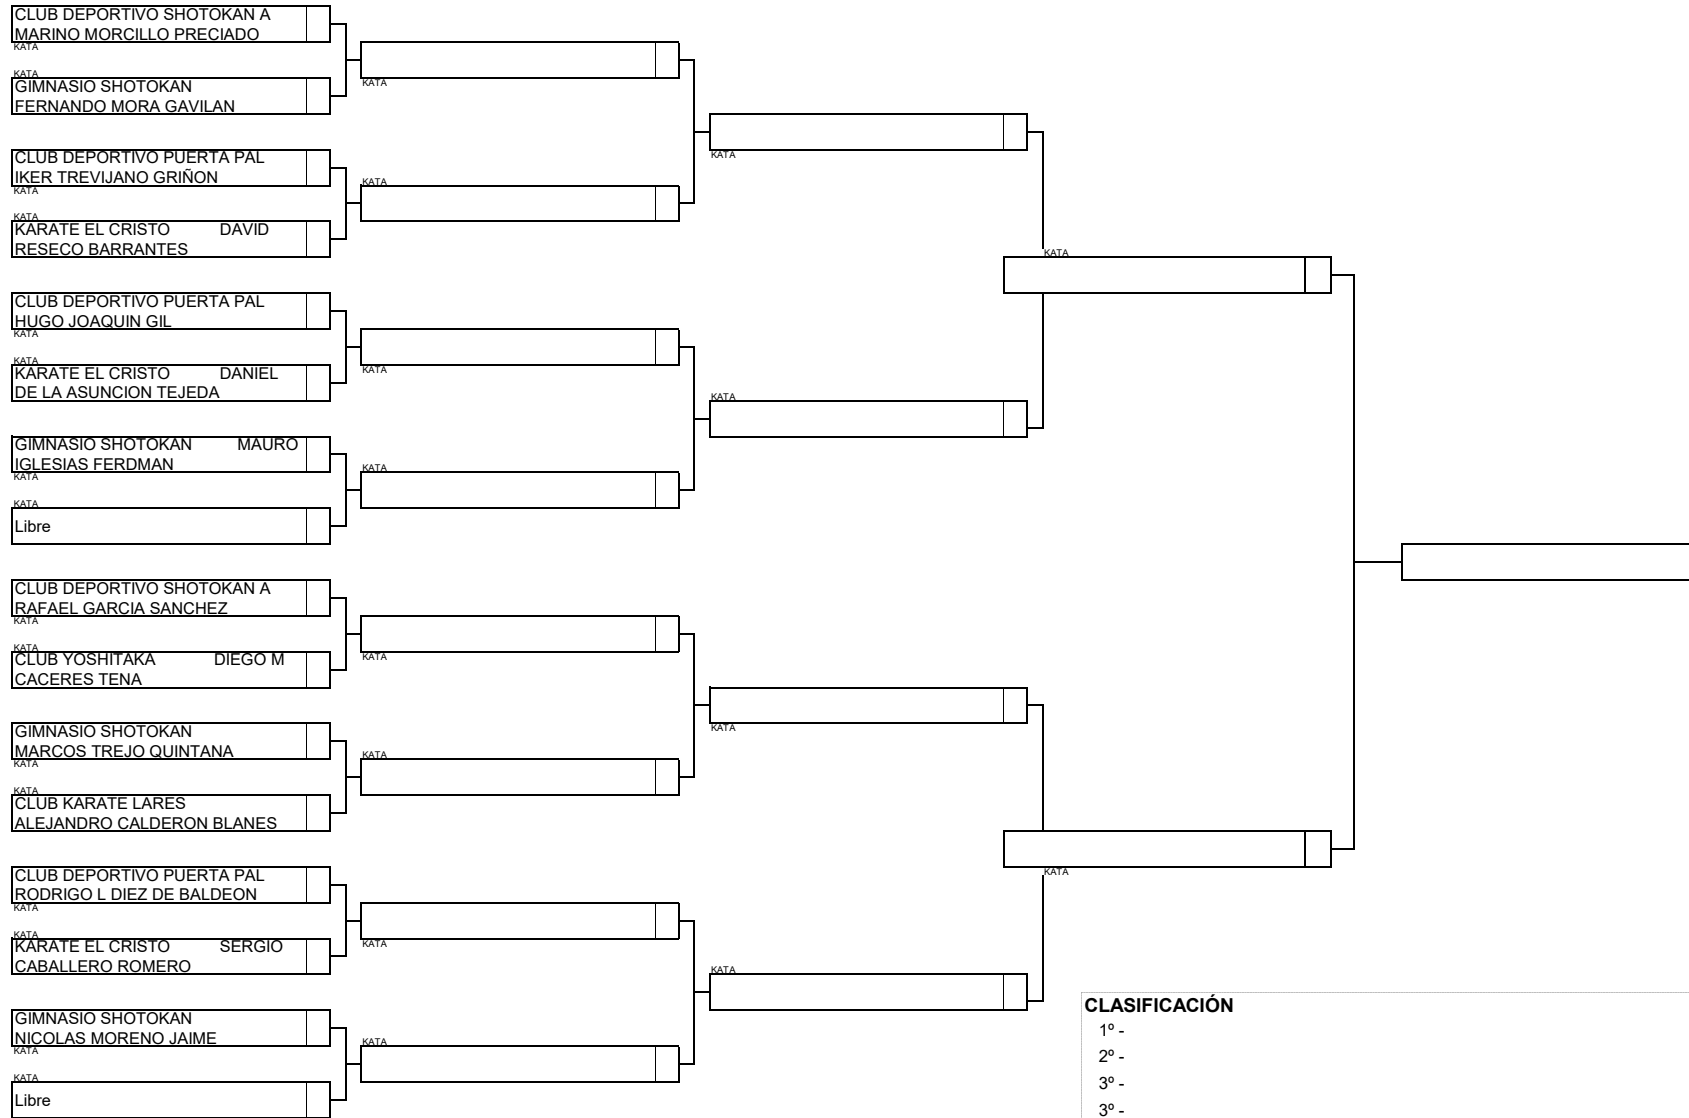 CLUB DEPORTIVO SHOTOKAN A
MARINO MORCILLO PRECIADO
KATA
KATA
GIMNASIO SHOTOKAN
FERNANDO MORA GAVILAN
CLUB DEPORTIVO PUERTA PAL
IKER TREVIJANO GRIÑON
KATA
KATA
KARATE EL CRISTO DAVID
RESECO BARRANTES
CLUB DEPORTIVO PUERTA PAL
HUGO JOAQUIN GIL
KATA
KATA
KARATE EL CRISTO DANIEL
DE LA ASUNCION TEJEDA
GIMNASIO SHOTOKAN MAURO
IGLESIAS FERDMAN
KATA
KATA
Libre
CLUB DEPORTIVO SHOTOKAN A
RAFAEL GARCIA SANCHEZ
KATA
KATA
CLUB YOSHITAKA DIEGO M
CACERES TENA
GIMNASIO SHOTOKAN
MARCOS TREJO QUINTANA
KATA
KATA
CLUB KARATE LARES
ALEJANDRO CALDERON BLANES
CLUB DEPORTIVO PUERTA PAL
RODRIGO L DIEZ DE BALDEON
KATA
KATA
KARATE EL CRISTO SERGIO
CABALLERO ROMERO
GIMNASIO SHOTOKAN
NICOLAS MORENO JAIME
KATA
KATA
Libre
KATA
KATA
KATA
KATA
KATA
KATA
KATA
KATA
KATA
KATA
KATA
KATA
KATA
KATA
CLASIFICACIÓN
1º -
2º -
3º -
3º -